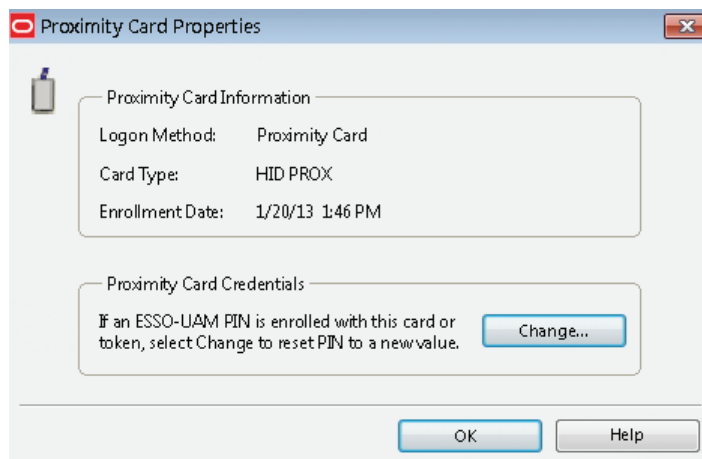 Proximity Card Properties
Proximity Card Information
Logon Method: Proximity Card
Card Type: HID PROX
Enrollment Date: 1/20/13 1:46 PM
Proximity Card Credentials
If an ESSO-UAM PIN is enrolled with this card or
token, select Change to reset PIN to a new value.
Change...
OK Help